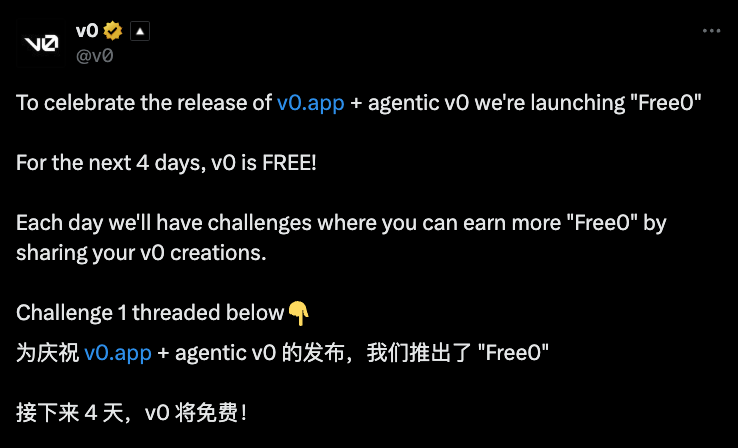 v0
@v0
To celebrate the release of v0.app + agentic v0 we're launching "Free0"
For the next 4 days, v0 is FREE!
Each day we'll have challenges where you can earn more "Free0" by
sharing your v0 creations.
Challenge 1 threaded below👇
为庆祝 v0.app + agentic v0 的发布，我们推出了 "Free0"
接下来 4 天，v0 将免费！